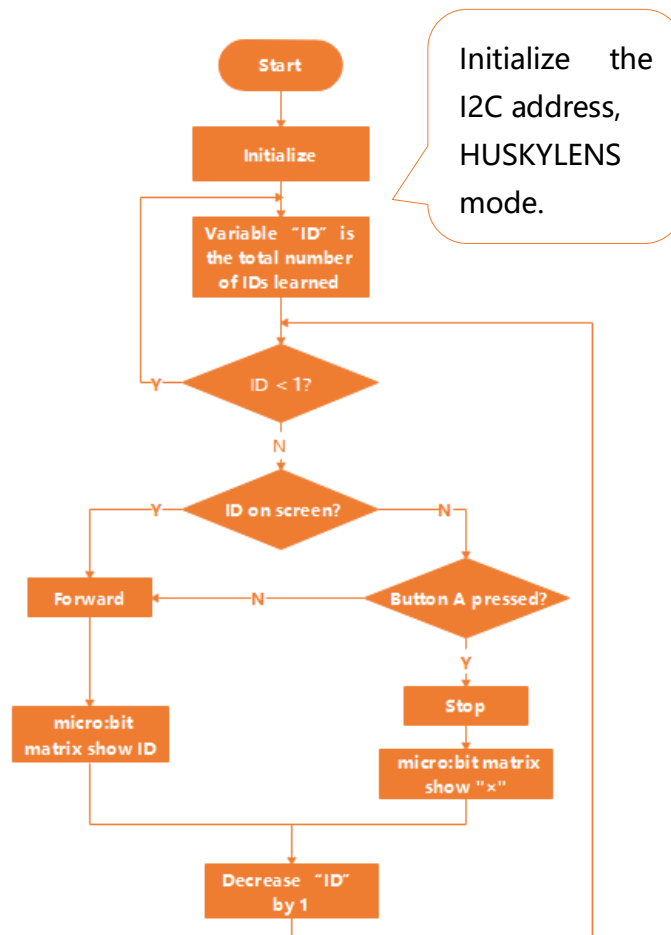 Start
Initialize the
I2C address,
HUSKYLENS
mode.
Initialize
Variable “ID” is
the total number
of IDs learned
ID < 1?
Y
N
ID on screen?
Y
N
Forward
N
Button A pressed?
Y
Stop
micro:bit
matrix show ID
micro:bit matrix
show "×"
Decrease “ID”
by 1